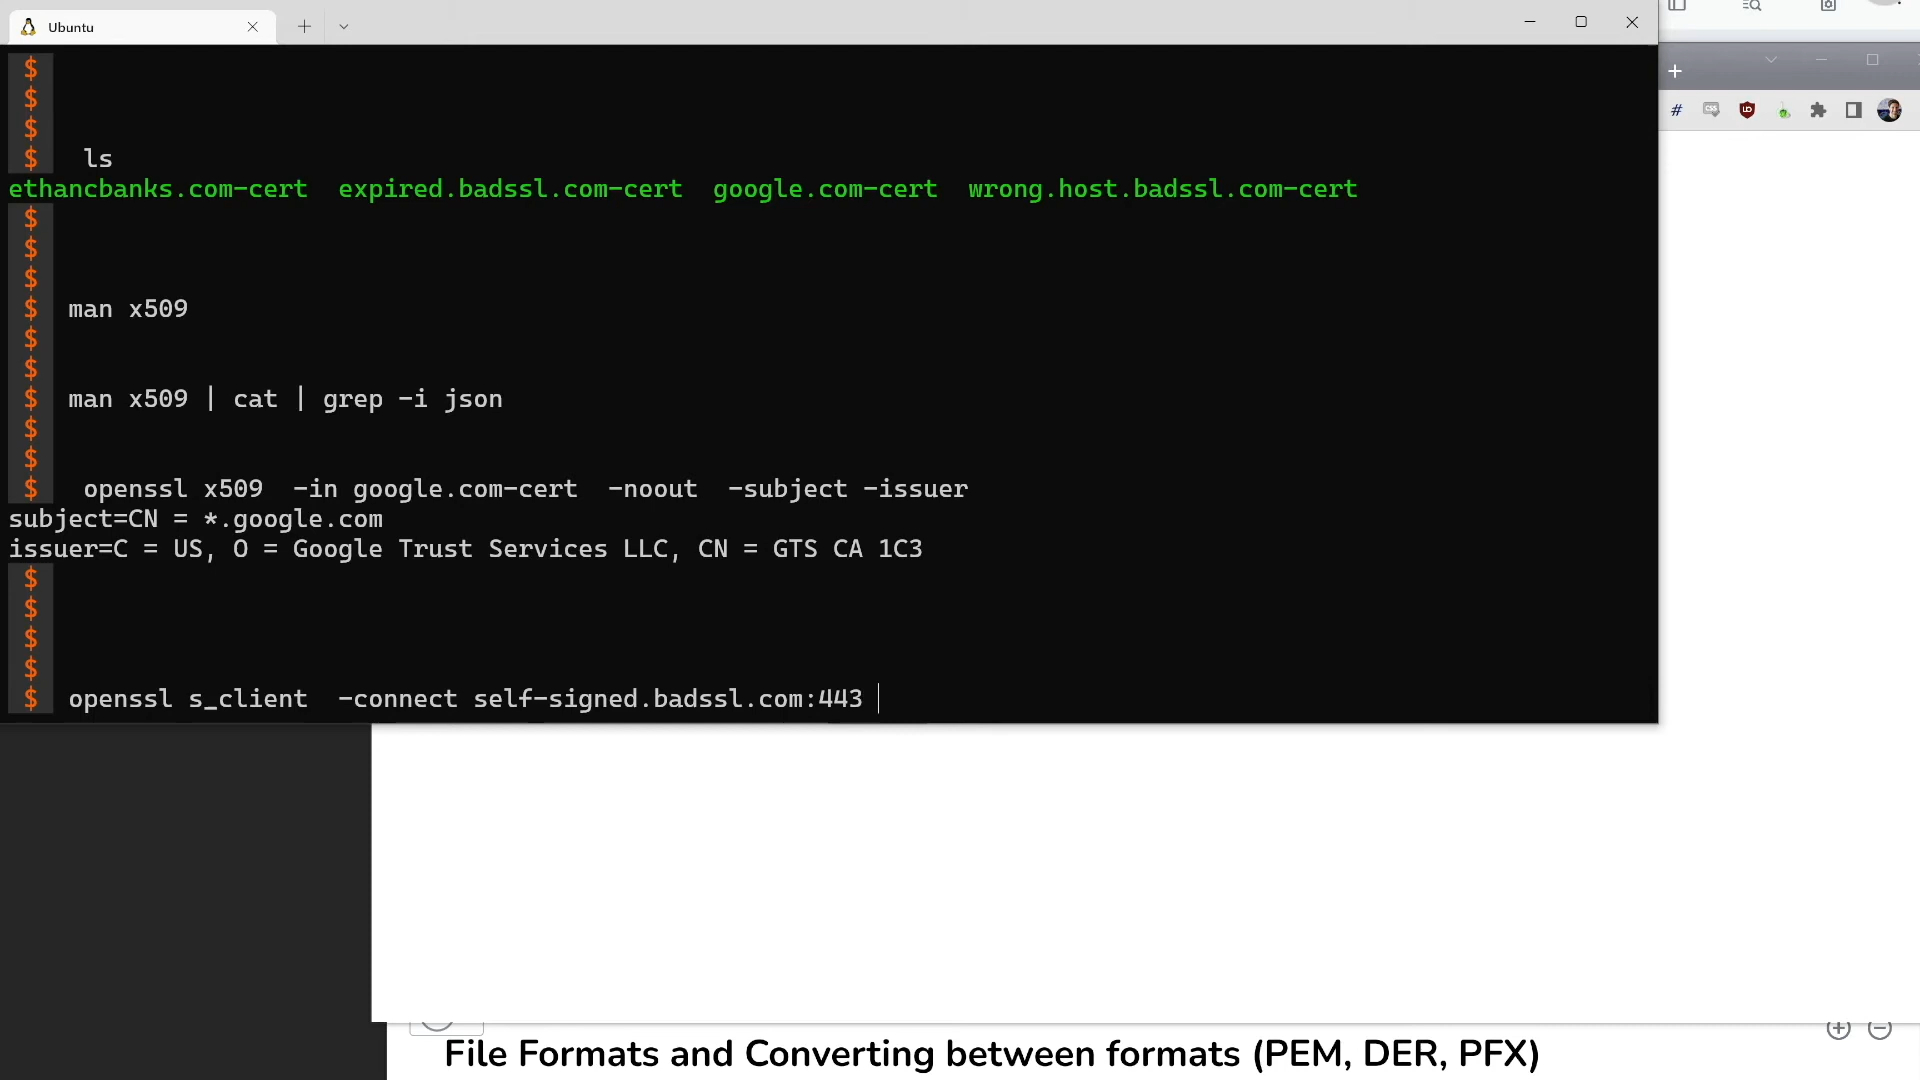 Ubuntu
$
$
$
$ ls
ethancbanks.com-cert expired.badssl.com-cert google.com-cert wrong.host.badssl.com-cert
$
$
$
$ man x509
$
$
$ man x509 | cat | grep -i json
$
$
$ openssl x509 -in google.com-cert -noout -subject -issuer
subject=CN = *.google.com
issuer=C = US, O = Google Trust Services LLC, CN = GTS CA 1C3
$
$
$
$
$ openssl s_client -connect self-signed.badssl.com:443
File Formats and Converting between formats (PEM, DER, PFX)